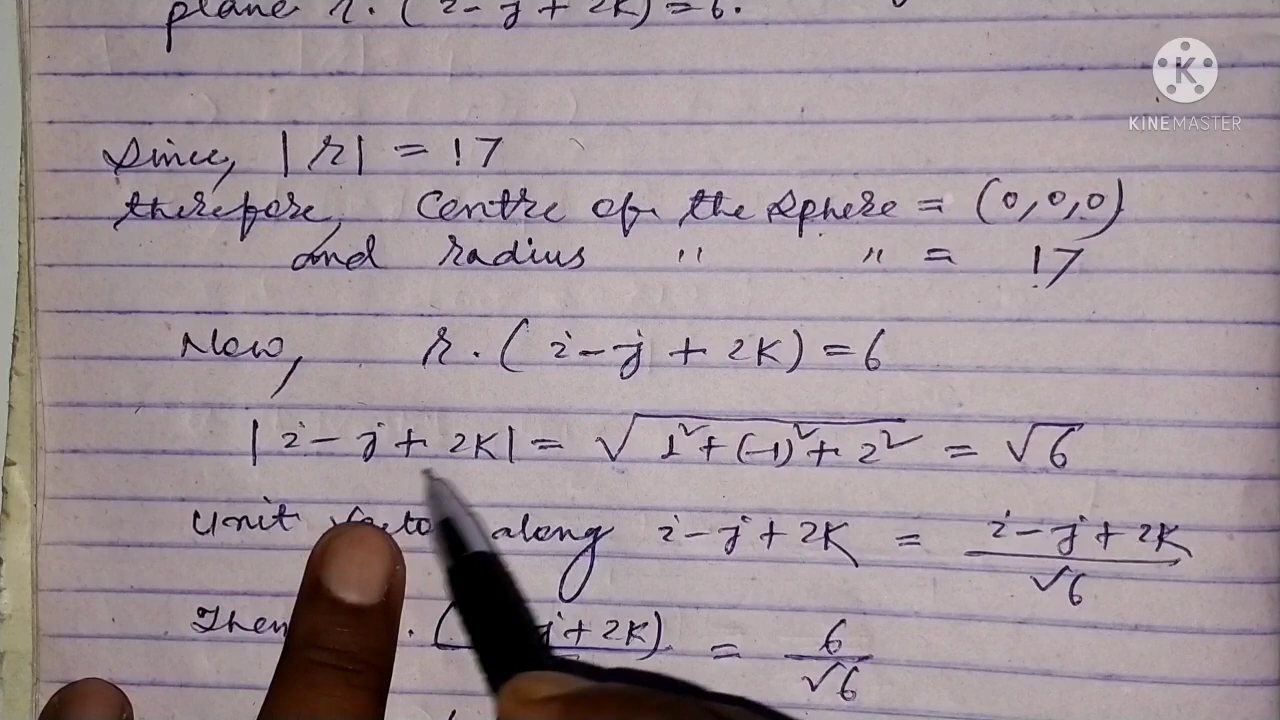 plane r. (i - j + 2k) = 6.
K
KINEMASTER
Since, |r| = 17
therefore, Centre of the sphere = (0,0,0)
and radius " " = 17
Now, r. (i - j + 2k) = 6
|i - j + 2k| = √1² + (-1)² + 2² = √6
Unit along i - j + 2k = i - j + 2k / √6
Then . ( j + 2k) = 6 / √6